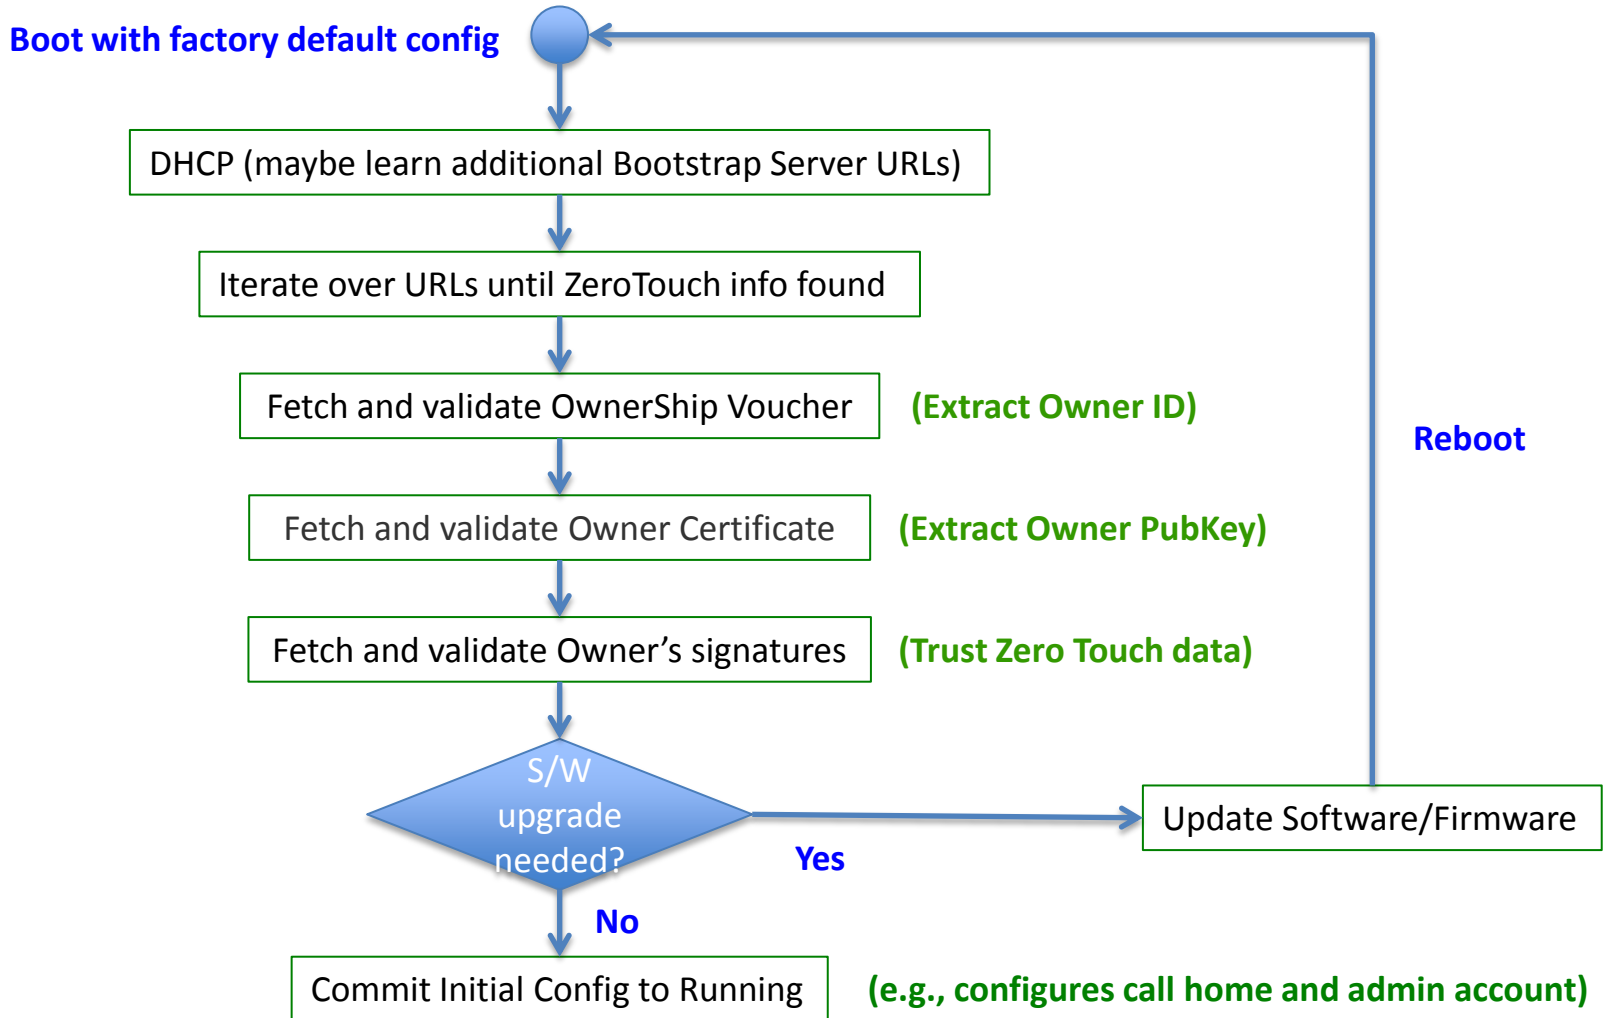 Boot with factory default config
DHCP (maybe learn additional Bootstrap Server URLs)
Iterate over URLs until ZeroTouch info found
Fetch and validate OwnerShip Voucher
(Extract Owner ID)
Reboot
Fetch and validate Owner Certificate
(Extract Owner PubKey)
Fetch and validate Owner’s signatures
(Trust Zero Touch data)
S/W
upgrade
needed?
Yes
Update Software/Firmware
No
Commit Initial Config to Running
(e.g., configures call home and admin account)